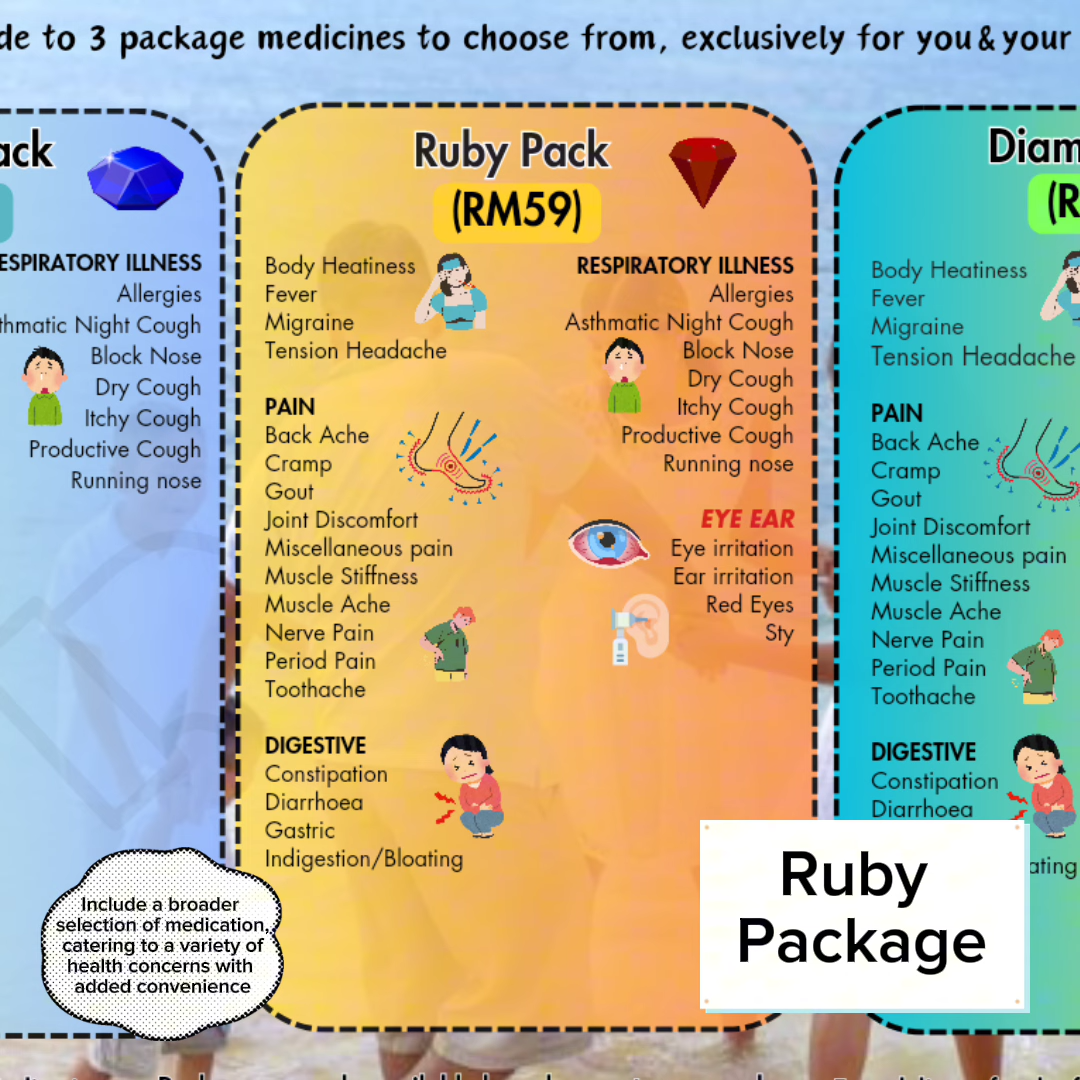 to 3 package medicines to choose from, exclusively for you & your
RESPIRATORY ILLNESS
Allergies
Night Cough
Block Nose
Dry Cough
Itchy Cough
Productive Cough
Running nose
Ruby Pack
(RM59)
Body Heatiness
Fever
Migraine
Tension Headache
PAIN
Back Ache
Cramp
Gout
Joint Discomfort
Miscellaneous pain
Muscle Stiffness
Muscle Ache
Nerve Pain
Period Pain
Toothache
DIGESTIVE
Constipation
Diarrhoea
Gastric
Indigestion/Bloating
RESPIRATORY ILLNESS
Allergies
Asthmatic Night Cough
Block Nose
Dry Cough
Itchy Cough
Productive Cough
Running nose
EYE EAR
Eye irritation
Ear irritation
Red Eyes
Sty
Body Heatiness
Fever
Migraine
Tension Headache
PAIN
Back Ache
Cramp
Gout
Joint Discomfort
Miscellaneous pain
Muscle Stiffness
Muscle Ache
Nerve Pain
Period Pain
Toothache
DIGESTIVE
Constipation
Diarrhoea
Include a broader
selection of medication,
catering to a variety of
health concerns with
added convenience
Ruby
Package